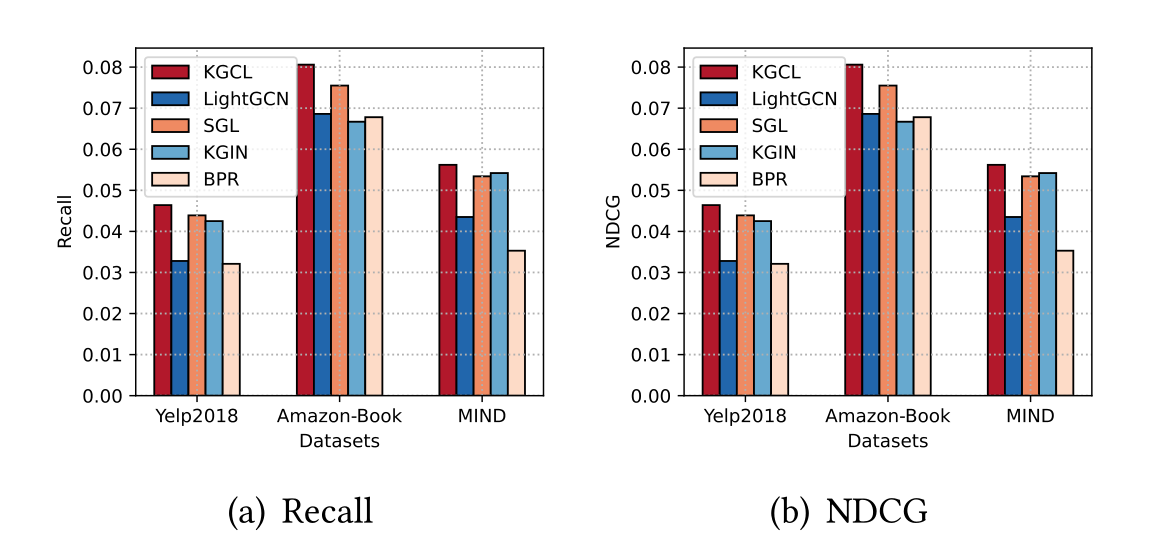 0.08
0.07
0.06
0.05
0.04
0.03
0.02
0.01
0.00
Recall
KGCL
LightGCN
SGL
KGIN
BPR
Yelp2018 Amazon-Book MIND
Datasets
(a) Recall
0.08
0.07
0.06
0.05
0.04
0.03
0.02
0.01
0.00
NDCG
KGCL
LightGCN
SGL
KGIN
BPR
Yelp2018 Amazon-Book MIND
Datasets
(b) NDCG